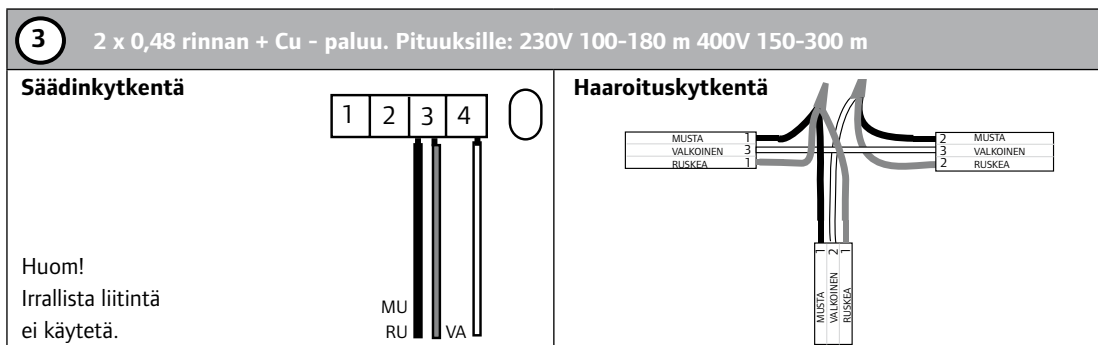 3 2 x 0,48 rinnan + Cu - paluu. Pituuksille: 230V 100-180 m 400V 150-300 m
Säädinkytkentä
1 2 3 4
Huom!
Irrallista liitintä
ei käytetä.
MU
RU VA
Haaroituskytkentä
MUSTA 1
VALKOINEN 3
RUSKEA 1
2 MUSTA
3 VALKOINEN
2 RUSKEA
MUSTA 1
VALKOINEN 2
RUSKEA 1